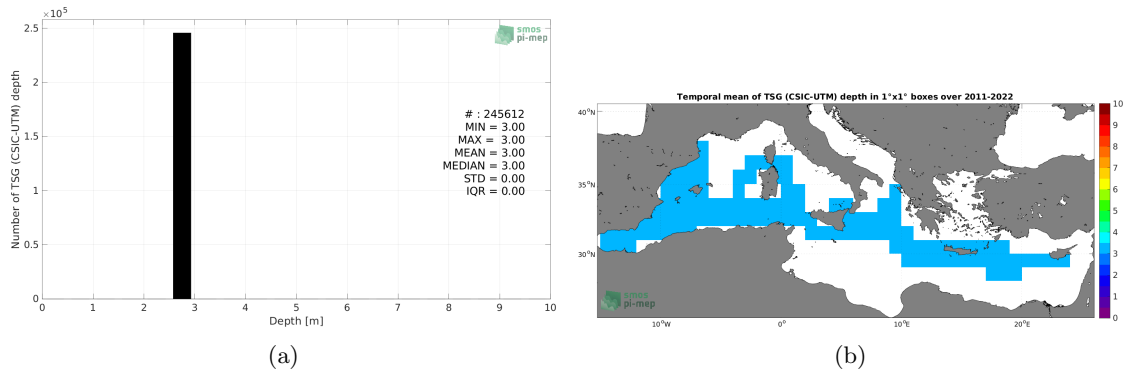 ×10⁵
2.5
2
1.5
1
0.5
0
Number of TSG (CSIC-UTM) depth
smos
pi-mep
# : 245612
MIN = 3.00
MAX = 3.00
MEAN = 3.00
MEDIAN = 3.00
STD = 0.00
IQR = 0.00
0 1 2 3 4 5 6 7 8 9 10
Depth [m]
(a)
Temporal mean of TSG (CSIC-UTM) depth in 1°x1° boxes over 2011-2022
40°N
35°N
30°N
smos
pi-mep
10°W 0° 10°E 20°E
10
9
8
7
6
5
4
3
2
1
0
(b)